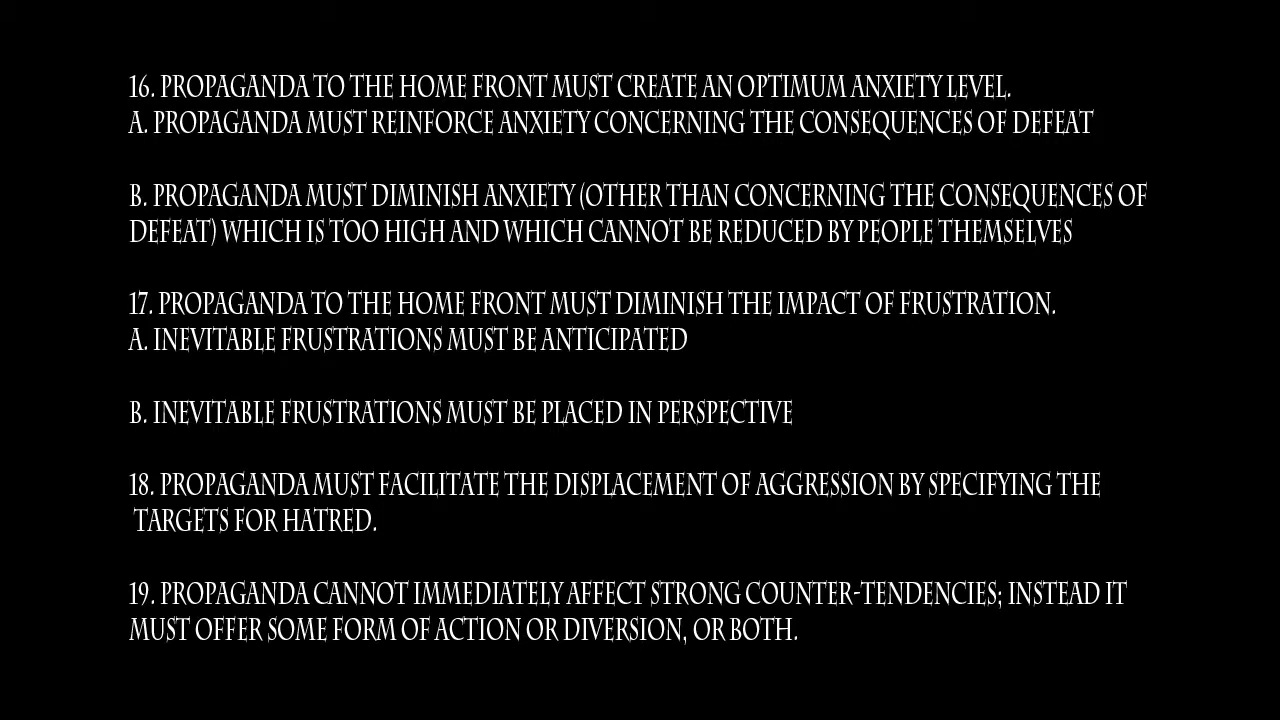 16. PROPAGANDA TO THE HOME FRONT MUST CREATE AN OPTIMUM ANXIETY LEVEL.
A. PROPAGANDA MUST REINFORCE ANXIETY CONCERNING THE CONSEQUENCES OF DEFEAT
B. PROPAGANDA MUST DIMINISH ANXIETY (OTHER THAN CONCERNING THE CONSEQUENCES OF
DEFEAT) WHICH IS TOO HIGH AND WHICH CANNOT BE REDUCED BY PEOPLE THEMSELVES
17. PROPAGANDA TO THE HOME FRONT MUST DIMINISH THE IMPACT OF FRUSTRATION.
A. INEVITABLE FRUSTRATIONS MUST BE ANTICIPATED
B. INEVITABLE FRUSTRATIONS MUST BE PLACED IN PERSPECTIVE
18. PROPAGANDA MUST FACILITATE THE DISPLACEMENT OF AGGRESSION BY SPECIFYING THE
TARGETS FOR HATRED.
19. PROPAGANDA CANNOT IMMEDIATELY AFFECT STRONG COUNTER-TENDENCIES; INSTEAD IT
MUST OFFER SOME FORM OF ACTION OR DIVERSION, OR BOTH.